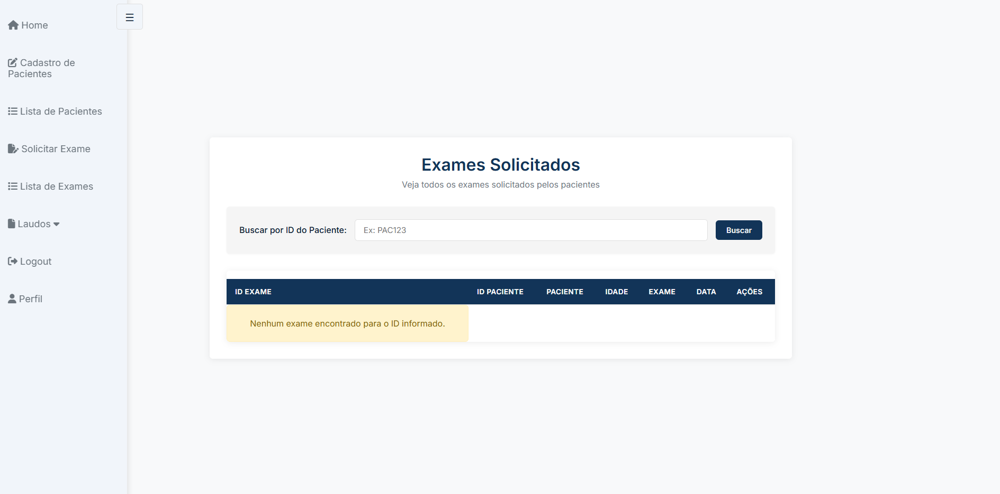 ☰
Home
Cadastro de
Pacientes
Lista de Pacientes
Solicitar Exame
Lista de Exames
Laudos
Logout
Perfil
Exames Solicitados
Veja todos os exames solicitados pelos pacientes
Buscar por ID do Paciente: Ex: PAC123 Buscar
ID EXAME ID PACIENTE PACIENTE IDADE EXAME DATA AÇÕES
Nenhum exame encontrado para o ID informado.